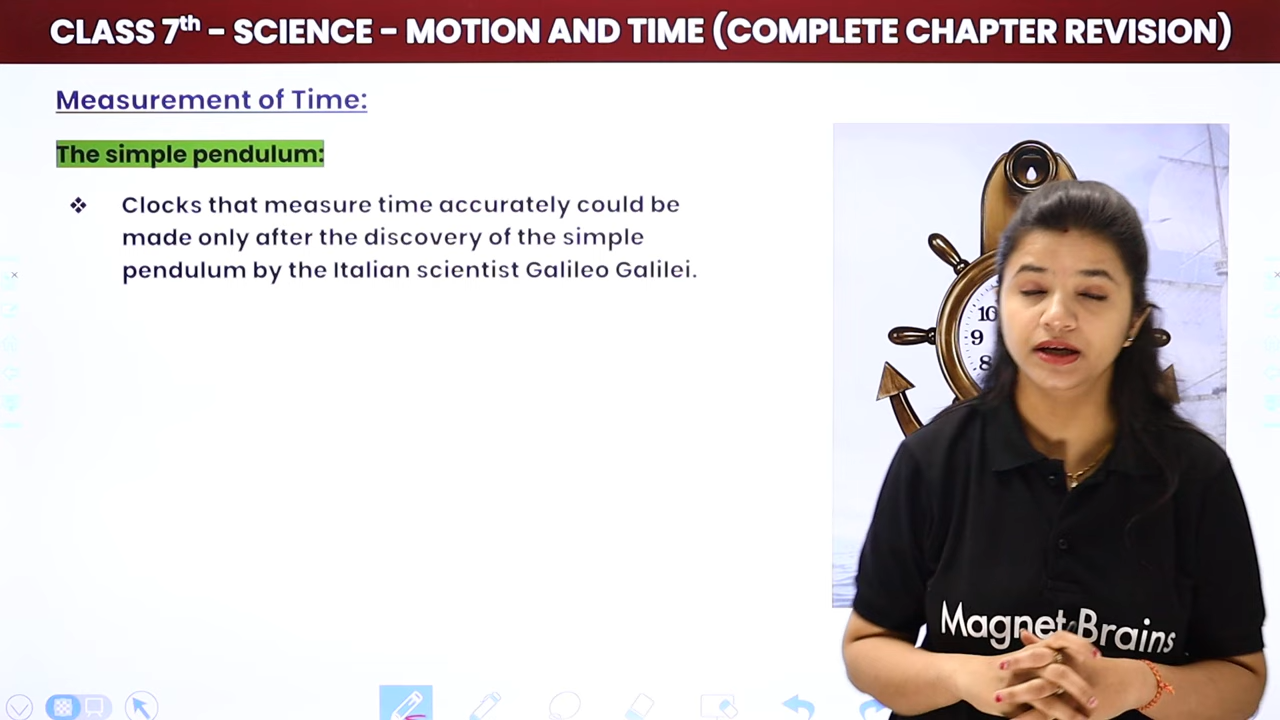 CLASS 7th – SCIENCE – MOTION AND TIME (COMPLETE CHAPTER REVISION)
Measurement of Time:
The simple pendulum:
❖ Clocks that measure time accurately could be
made only after the discovery of the simple
pendulum by the Italian scientist Galileo Galilei.
10
9
8
Magnet Brains